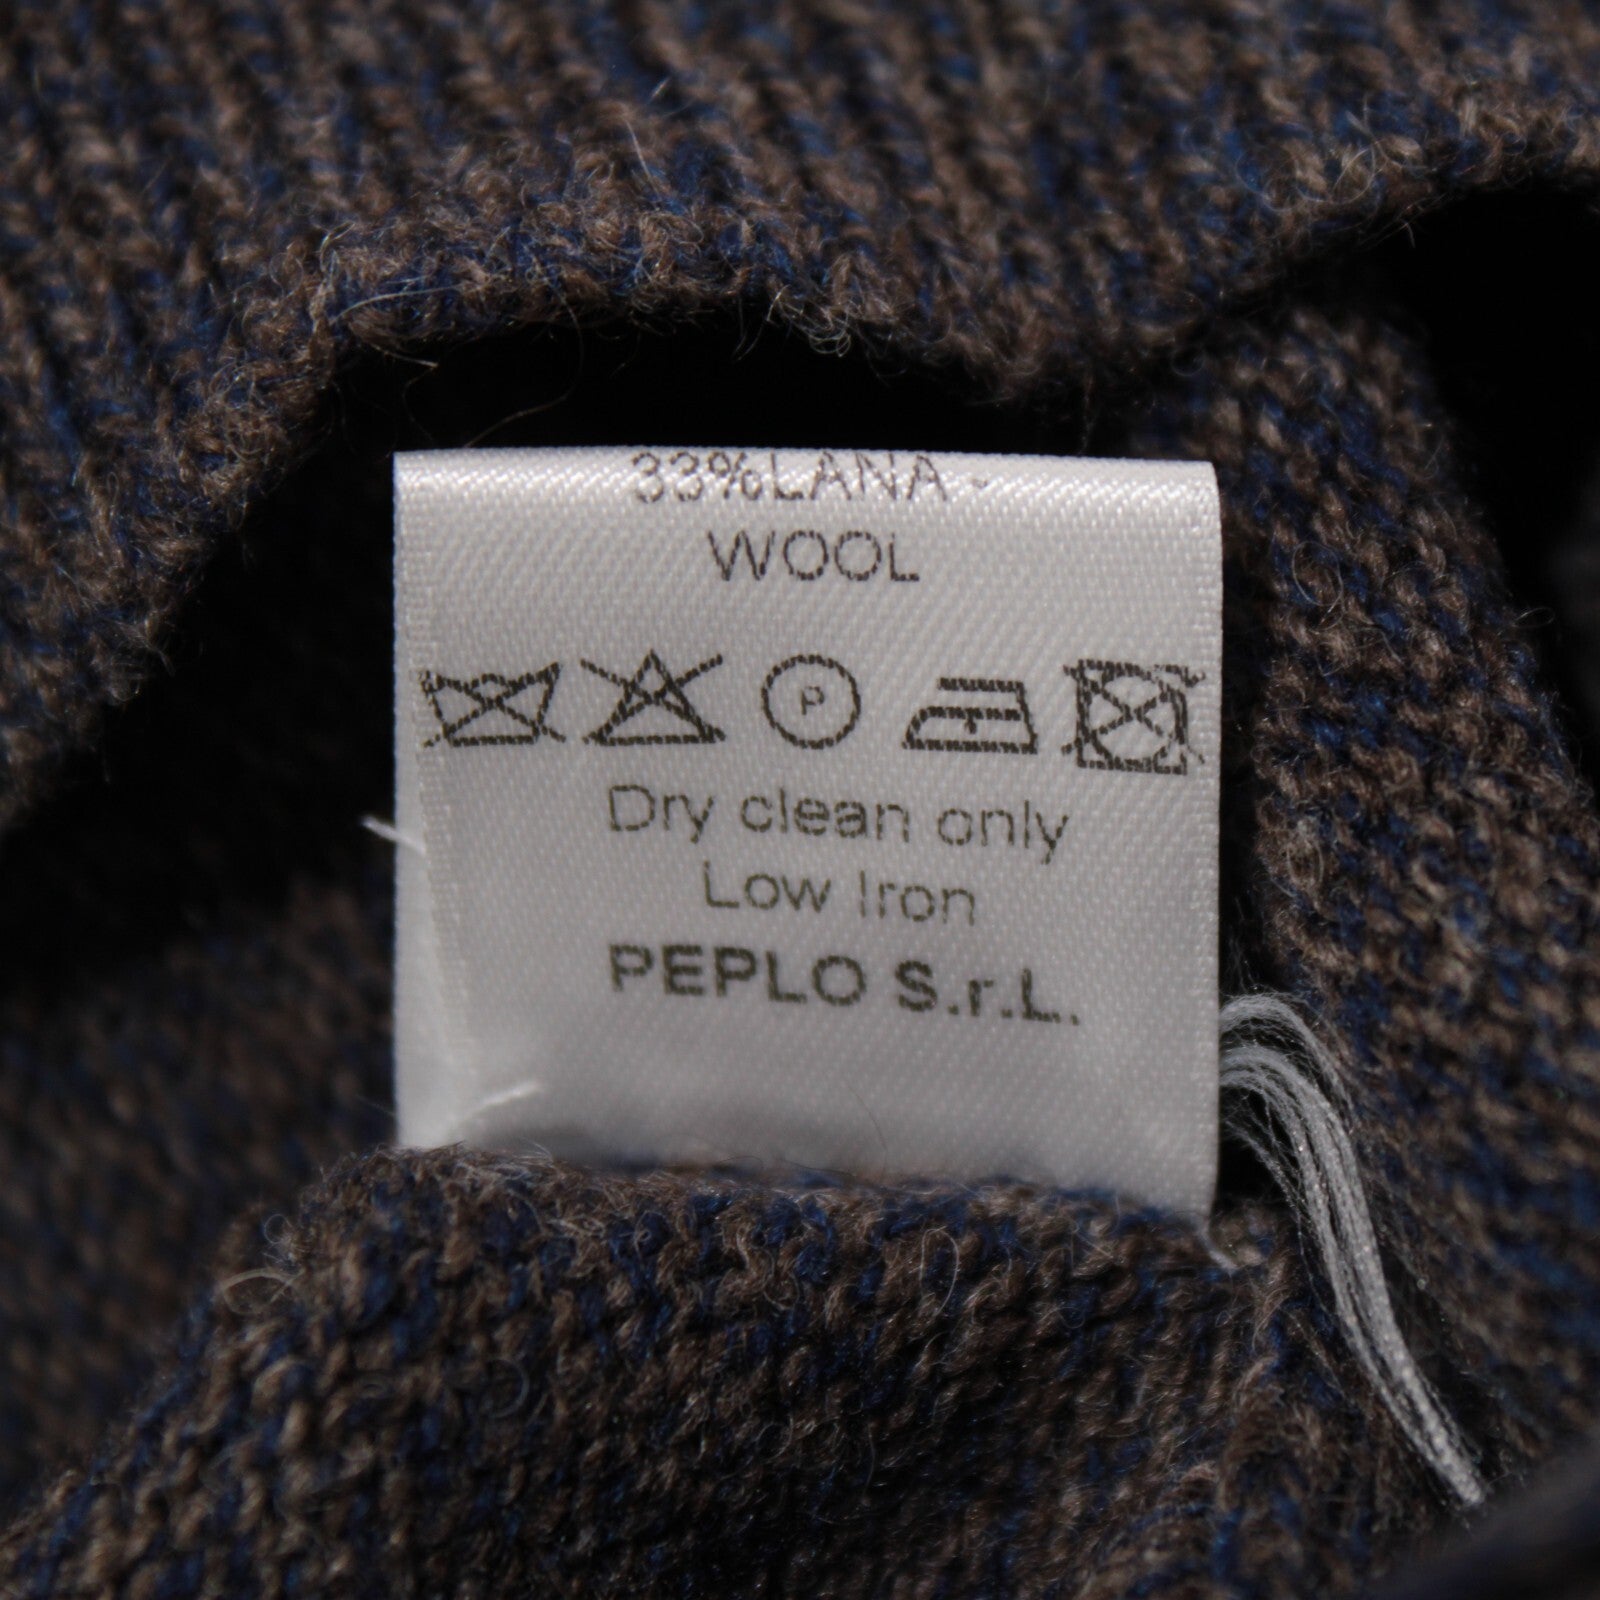 33%LANA -
WOOL
P
Dry clean only
Low Iron
PEPLO S.r.L.